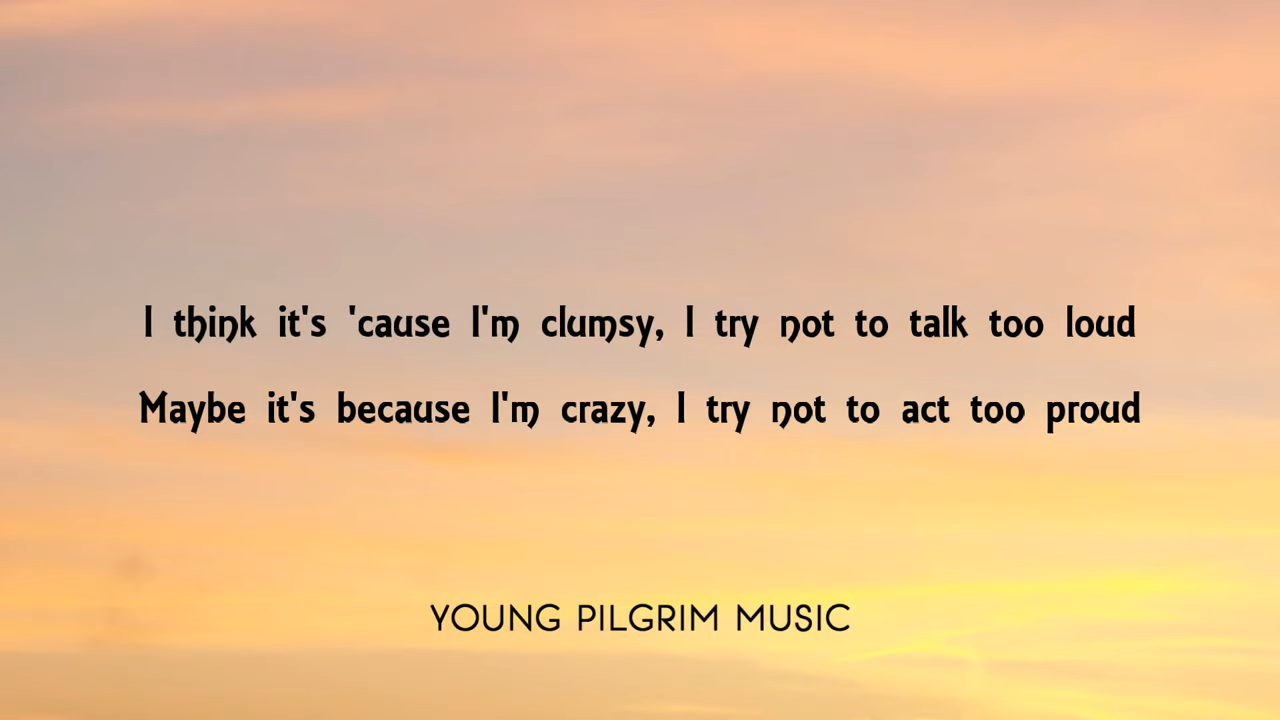 I think it's 'cause I'm clumsy, I try not to talk too loud
Maybe it's because I'm crazy, I try not to act too proud
YOUNG PILGRIM MUSIC